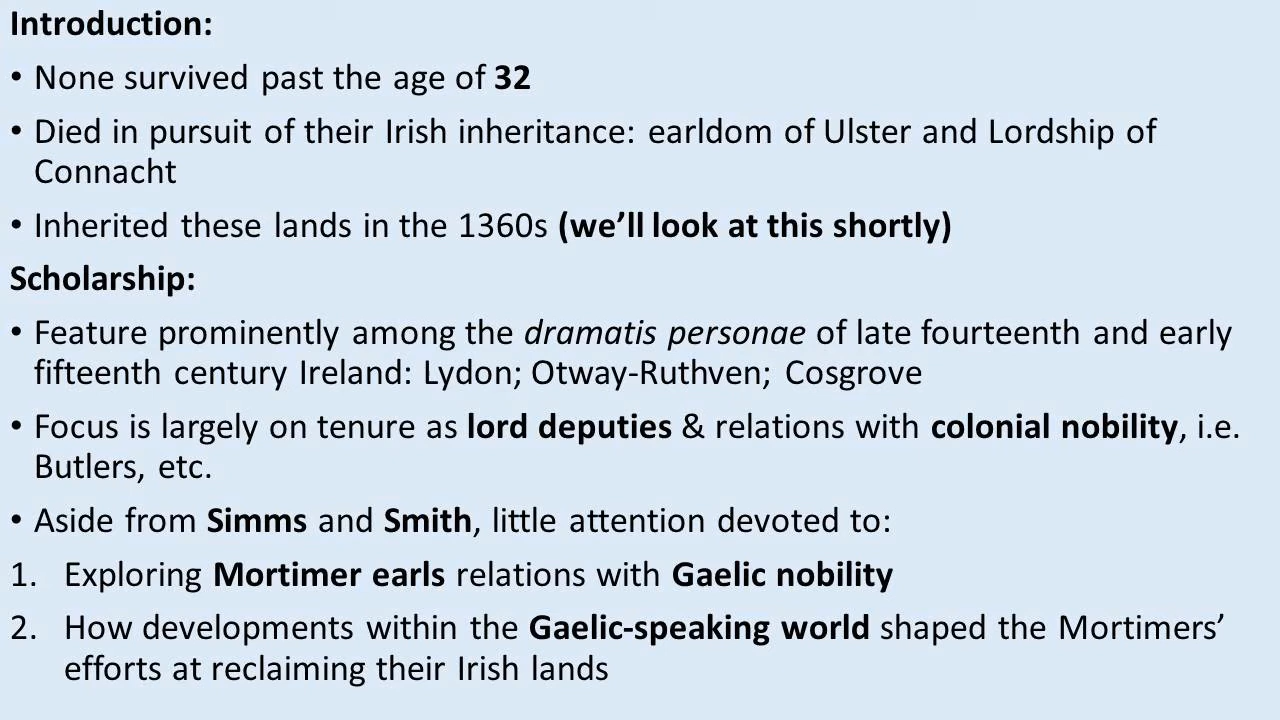 Introduction:
• None survived past the age of 32
• Died in pursuit of their Irish inheritance: earldom of Ulster and Lordship of
Connacht
• Inherited these lands in the 1360s (we’ll look at this shortly)
Scholarship:
• Feature prominently among the dramatis personae of late fourteenth and early
fifteenth century Ireland: Lydon; Otway-Ruthven; Cosgrove
• Focus is largely on tenure as lord deputies & relations with colonial nobility, i.e.
Butlers, etc.
• Aside from Simms and Smith, little attention devoted to:
1. Exploring Mortimer earls relations with Gaelic nobility
2. How developments within the Gaelic-speaking world shaped the Mortimers’
efforts at reclaiming their Irish lands